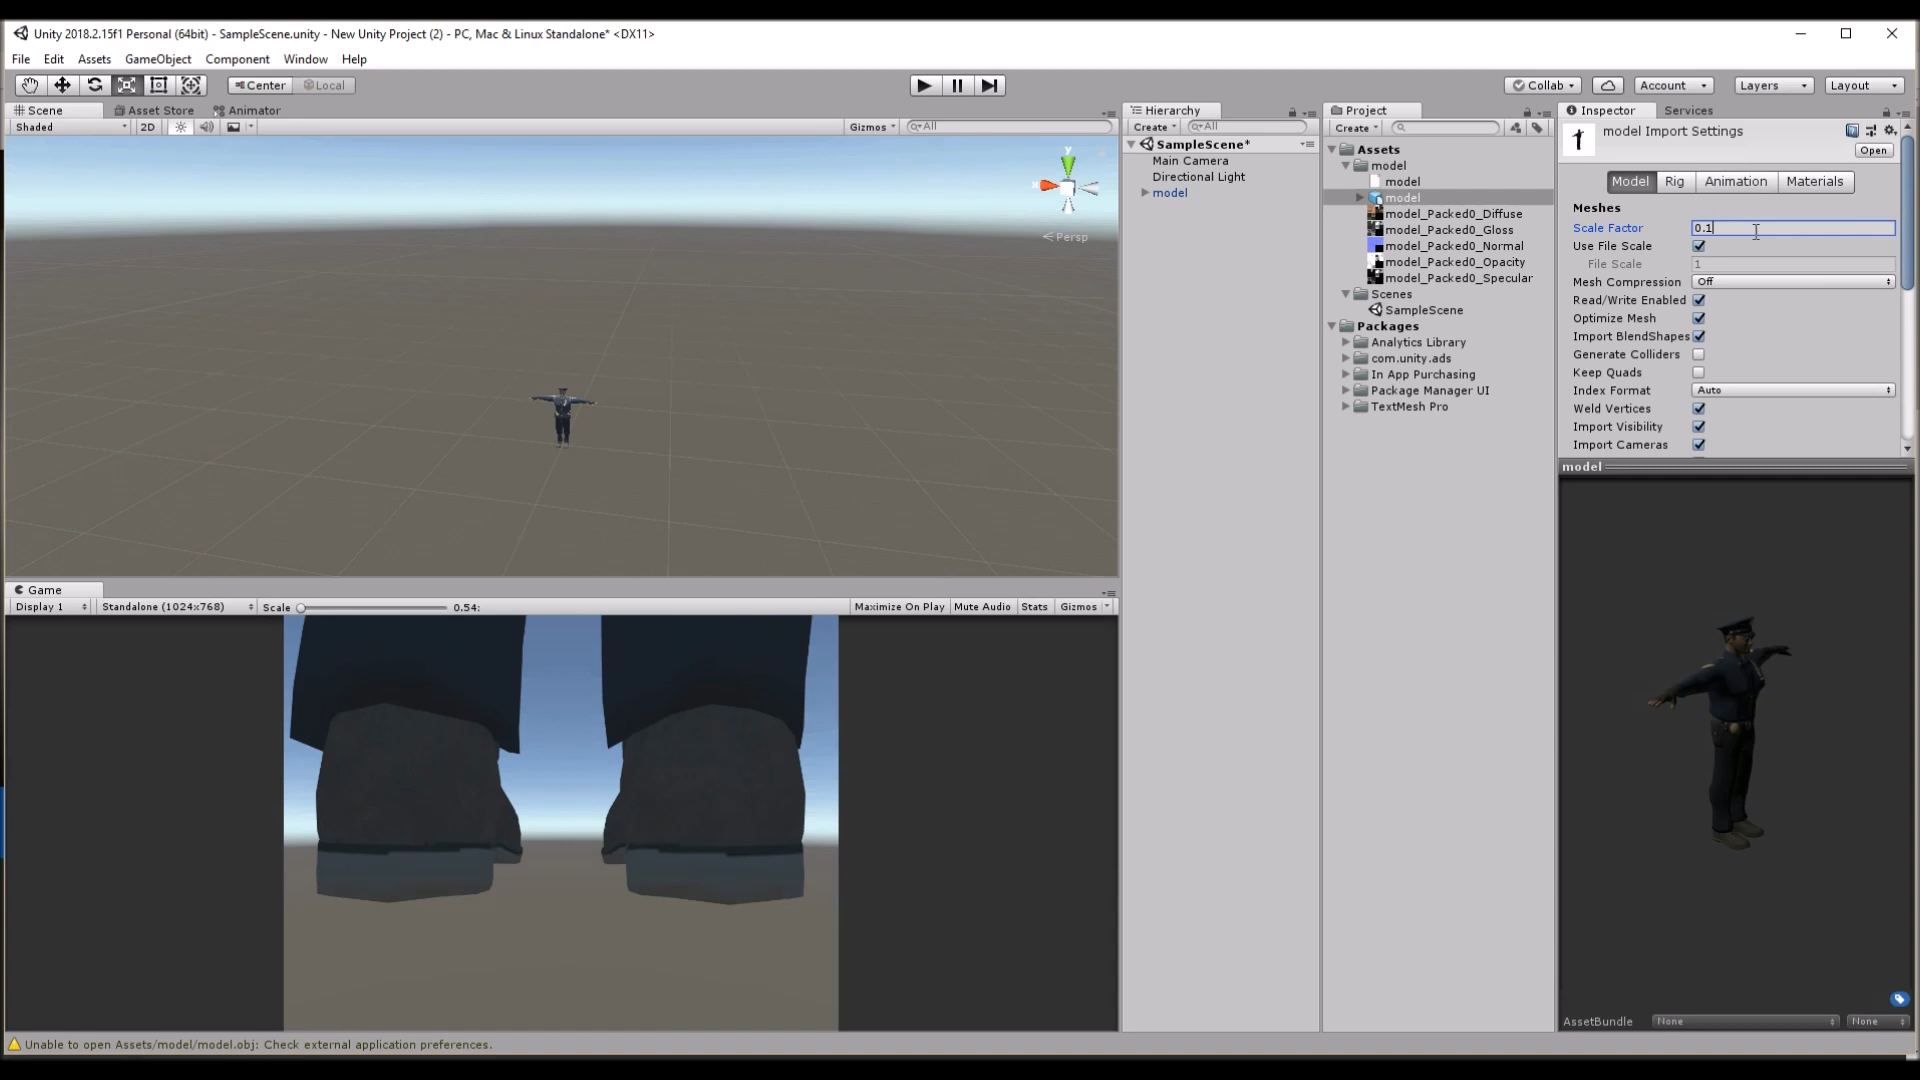 Unity 2018.2.15f1 Personal (64bit) - SampleScene.unity - New Unity Project (2) - PC, Mac & Linux Standalone* <DX11>
File Edit Assets GameObject Component Window Help
Center Local Collab Account Layers Layout
Scene Asset Store Animator
Shaded 2D Gizmos All
y
x
Persp
Hierarchy
Create All
SampleScene*
Main Camera
Directional Light
model
Project
Create
Assets
model
model
model
model_Packed0_Diffuse
model_Packed0_Gloss
model_Packed0_Normal
model_Packed0_Opacity
model_Packed0_Specular
Scenes
SampleScene
Packages
Analytics Library
com.unity.ads
In App Purchasing
Package Manager UI
TextMesh Pro
Inspector Services
model Import Settings
Open
Model Rig Animation Materials
Meshes
Scale Factor 0.1
Use File Scale
File Scale 1
Mesh Compression Off
Read/Write Enabled
Optimize Mesh
Import BlendShapes
Generate Colliders
Keep Quads
Index Format Auto
Weld Vertices
Import Visibility
Import Cameras
model
AssetBundle None None
Game
Display 1 Standalone (1024x768) Scale 0.54: Maximize On Play Mute Audio Stats Gizmos
Unable to open Assets/model/model.obj: Check external application preferences.